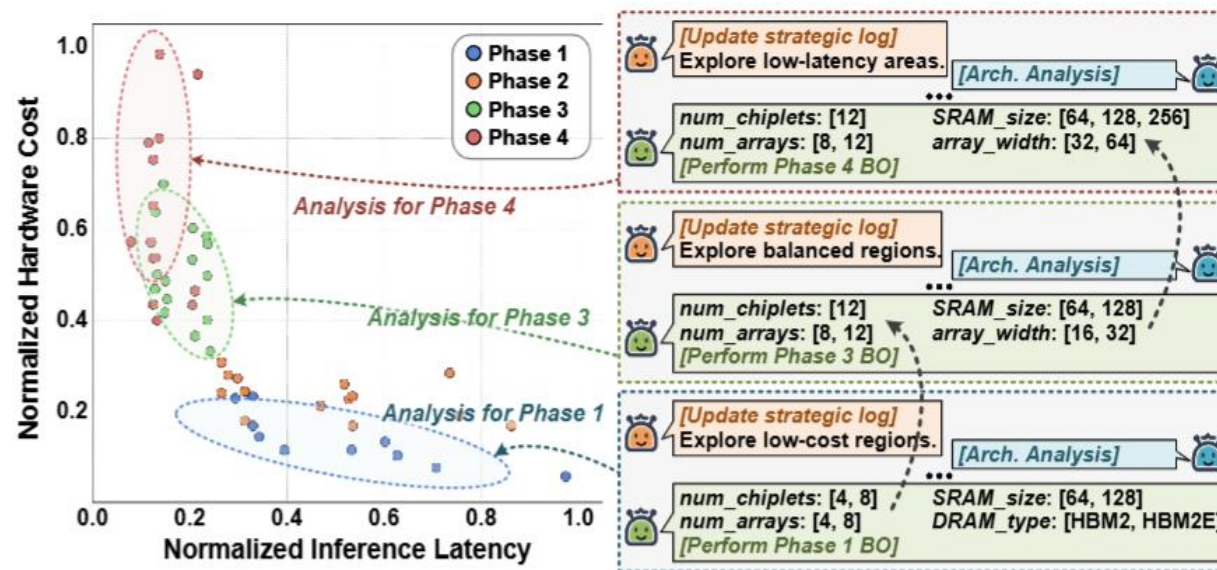 Normalized Hardware Cost
1.0
0.8
0.6
0.4
0.2
0.0
0.2
0.4
0.6
0.8
1.0
Normalized Inference Latency
Phase 1
Phase 2
Phase 3
Phase 4
Analysis for Phase 4
Analysis for Phase 3
Analysis for Phase 1
[Update strategic log]
Explore low-latency areas.
[Arch. Analysis]
•••
num_chiplets: [12] SRAM_size: [64, 128, 256]
num_arrays: [8, 12] array_width: [32, 64]
[Perform Phase 4 BO]
[Update strategic log]
Explore balanced regions.
[Arch. Analysis]
•••
num_chiplets: [12] SRAM_size: [64, 128]
num_arrays: [8, 12] array_width: [16, 32]
[Perform Phase 3 BO]
[Update strategic log]
Explore low-cost regions.
[Arch. Analysis]
•••
num_chiplets: [4, 8] SRAM_size: [64, 128]
num_arrays: [4, 8] DRAM_type: [HBM2, HBM2E]
[Perform Phase 1 BO]